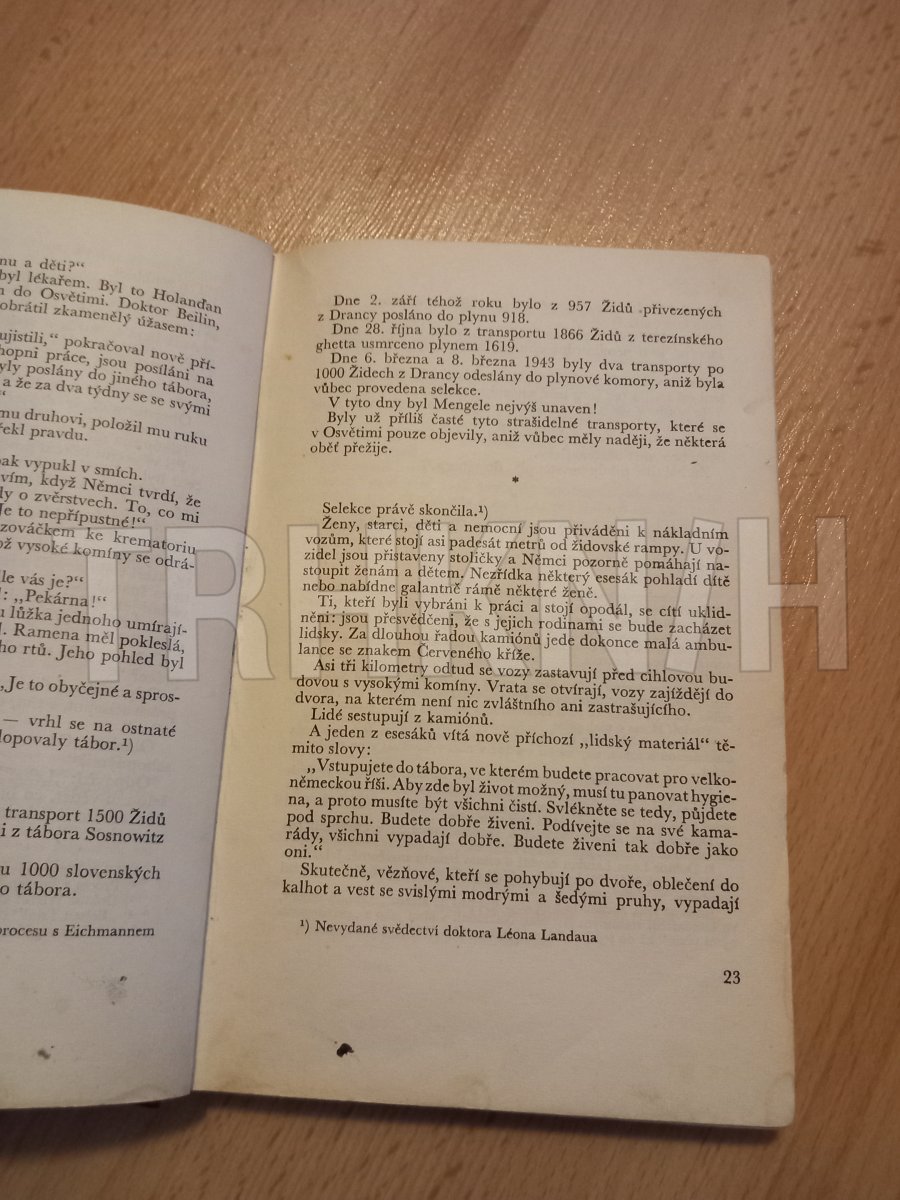 nu a děti?“
byl lékařem. Byl to Holanďan
do Osvětimi. Doktor Beilin,
obrátil zkamenělý úžasem:
ujistili,“ pokračoval nově pří-
hopni práce, jsou posíláni na
yly poslány do jiného tábora,
a že za dva týdny se se svými
“
mu druhovi, položil mu ruku
řekl pravdu.
pak vypukl v smích.
vím, když Němci tvrdí, že
ly o zvěrstvech. To, co mi
Je to nepřípustné!“
zováčkem ke krematoriu
ož vysoké komíny se odrá-
le vás je?“
: „Pekárna!“
u lůžka jednoho umírají-
l. Ramena měl pokleslá,
ho rtů. Jeho pohled byl
„Je to obyčejné a spros-
— vrhl se na ostnaté
lopovaly tábor.¹)
transport 1500 Židů
i z tábora Sosnowitz
u 1000 slovenských
o tábora.
procesu s Eichmannem
Dne 2. září téhož roku bylo z 957 Židů přivezených
z Drancy posláno do plynu 918.
Dne 28. října bylo z transportu 1866 Židů z terezínského
ghetta usmrceno plynem 1619.
Dne 6. března a 8. března 1943 byly dva transporty po
1000 Židech z Drancy odeslány do plynové komory, aniž byla
vůbec provedena selekce.
V tyto dny byl Mengele nejvýš unaven!
Byly už příliš časté tyto strašidelné transporty, které se
v Osvětimi pouze objevily, aniž vůbec měly naději, že některá
oběť přežije.
*
Selekce právě skončila.¹)
Ženy, starci, děti a nemocní jsou přiváděni k nákladním
vozům, které stojí asi padesát metrů od židovské rampy. U vo-
zidel jsou přistaveny stoličky a Němci pozorně pomáhají na-
stoupit ženám a dětem. Nezřídka některý esesák pohladí dítě
nebo nabídne galantně rámě některé ženě.
Ti, kteří byli vybráni k práci a stojí opodál, se cítí uklid-
něni: jsou přesvědčeni, že s jejich rodinami se bude zacházet
lidsky. Za dlouhou řadou kamiónů jede dokonce malá ambu-
lance se znakem Červeného kříže.
Asi tři kilometry odtud se vozy zastavují před cihlovou bu-
dovou s vysokými komíny. Vrata se otvírají, vozy zajíždějí do
dvora, na kterém není nic zvláštního ani zastrašujícího.
Lidé sestupují z kamiónů.
A jeden z esesáků vítá nově příchozí „lidský materiál“ tě-
mito slovy:
„Vstupujete do tábora, ve kterém budete pracovat pro velko-
německou říši. Aby zde byl život možný, musí tu panovat hygie-
na, a proto musíte být všichni čistí. Svlékněte se tedy, půjdete
pod sprchu. Budete dobře živeni. Podívejte se na své kama-
rády, všichni vypadají dobře. Budete živeni tak dobře jako
oni.“
Skutečně, vězňové, kteří se pohybují po dvoře, oblečení do
kalhot a vest se svislými modrými a šedými pruhy, vypadají
¹) Nevydané svědectví doktora Léona Landaua
23